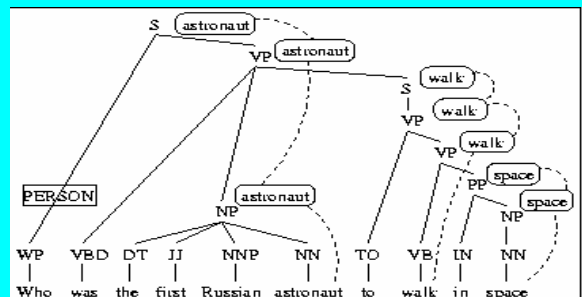 S astronaut
VP astronaut
S walk
VP walk
VP walk
PP space
PERSON NP astronaut NP space
WP VBD DT JJ NNP NN TO VB IN NN
Who was the first Russian astronaut to walk in space